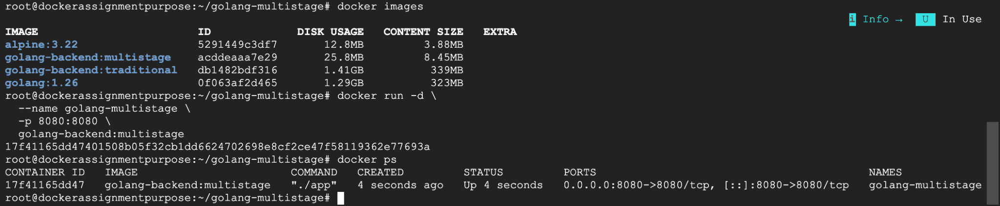 root@dockerassignmentpurpose:~/golang-multistage# docker images
i Info → U In Use
IMAGE ID DISK USAGE CONTENT SIZE EXTRA
alpine:3.22 5291449c3df7 12.8MB 3.88MB
golang-backend:multistage acddeaaa7e29 25.8MB 8.45MB
golang-backend:traditional db1482bdf316 1.41GB 339MB
golang:1.26 0f063af2d465 1.29GB 323MB
root@dockerassignmentpurpose:~/golang-multistage# docker run -d \
--name golang-multistage \
-p 8080:8080 \
golang-backend:multistage
17f41165dd47401508b05f32cb1dd6624702698e8cf2ce47f58119362e77693a
root@dockerassignmentpurpose:~/golang-multistage# docker ps
CONTAINER ID IMAGE COMMAND CREATED STATUS PORTS NAMES
17f41165dd47 golang-backend:multistage "./app" 4 seconds ago Up 4 seconds 0.0.0.0:8080->8080/tcp, [::]:8080->8080/tcp golang-multistage
root@dockerassignmentpurpose:~/golang-multistage#